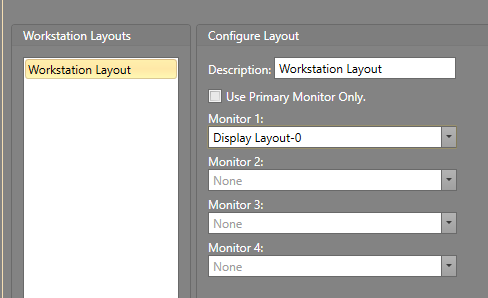 Workstation Layouts
Workstation Layout
Configure Layout
Description: Workstation Layout
Use Primary Monitor Only.
Monitor 1:
Display Layout-0
Monitor 2:
None
Monitor 3:
None
Monitor 4:
None